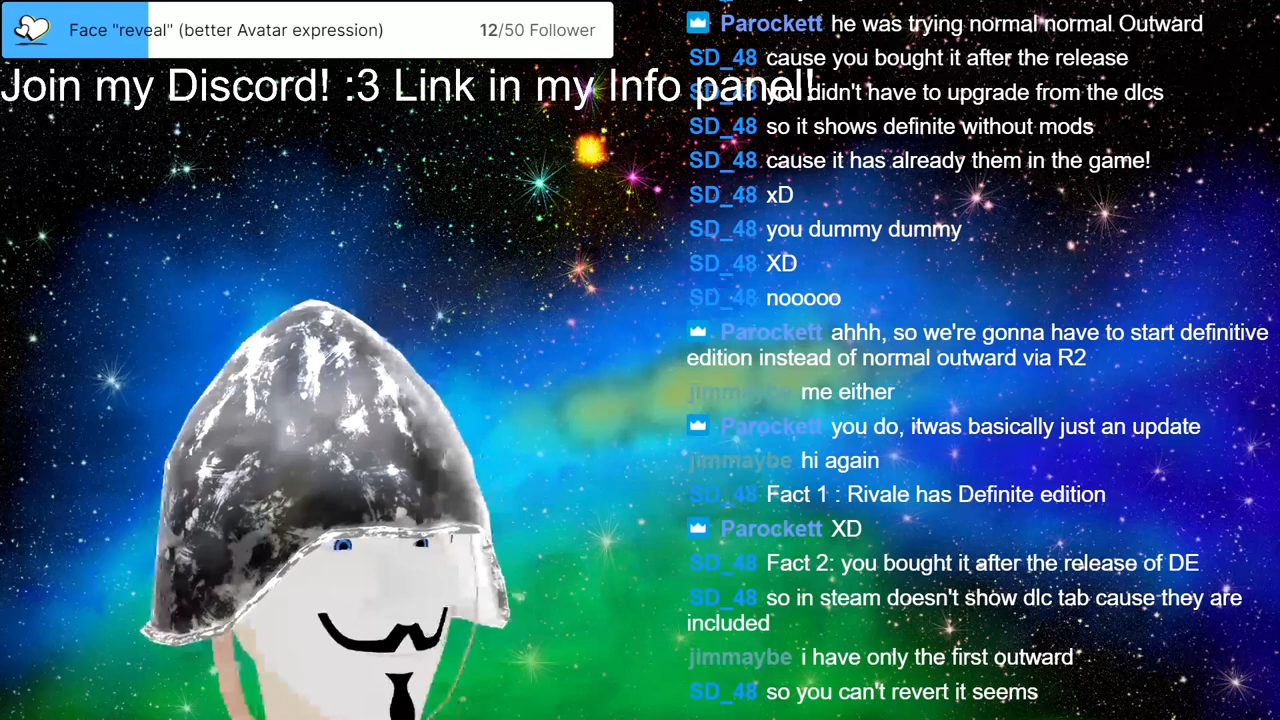 Face "reveal" (better Avatar expression)
12/50 Follower
Join my Discord! :3 Link in my Info panel!
Parockett he was trying normal normal Outward
SD_48 cause you bought it after the release
SD_48 you didn't have to upgrade from the dlcs
SD_48 so it shows definite without mods
SD_48 cause it has already them in the game!
SD_48 xD
SD_48 you dummy dummy
SD_48 XD
SD_48 nooooo
Parockett ahhh, so we're gonna have to start definitive
edition instead of normal outward via R2
jimmaybe me either
Parockett you do, itwas basically just an update
jimmaybe hi again
SD_48 Fact 1 : Rivale has Definite edition
Parockett XD
SD_48 Fact 2: you bought it after the release of DE
SD_48 so in steam doesn't show dlc tab cause they are
included
jimmaybe i have only the first outward
SD_48 so you can't revert it seems